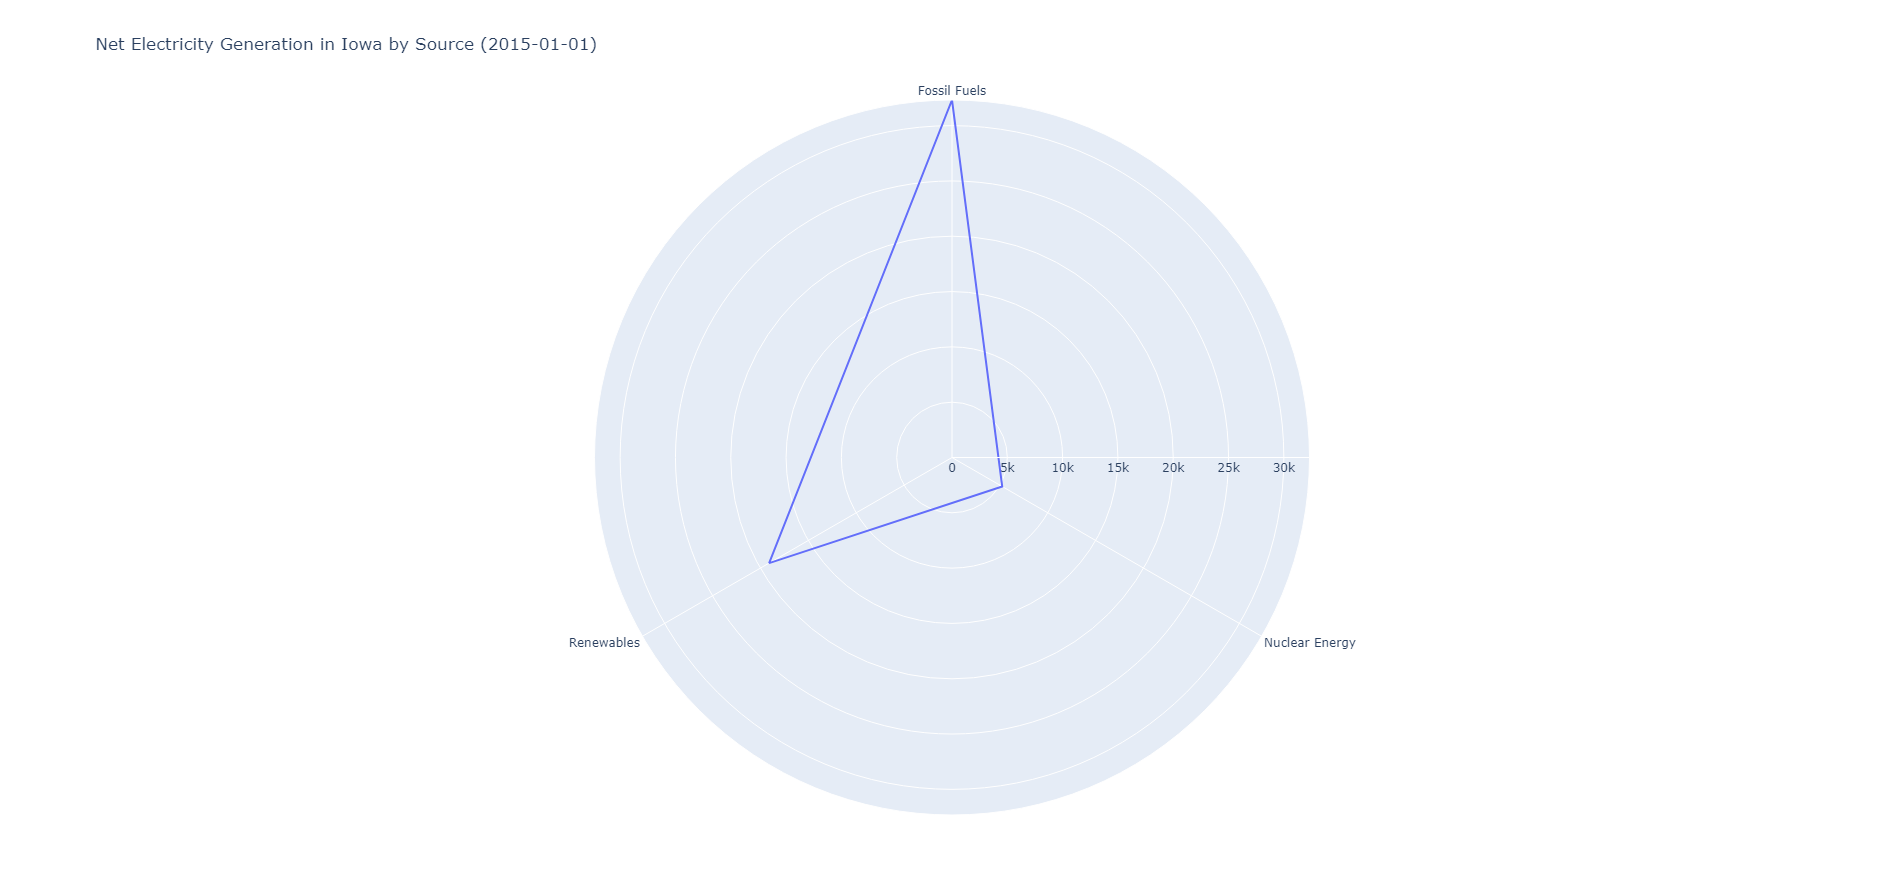 Net Electricity Generation in Iowa by Source (2015-01-01)
Fossil Fuels
0 5k 10k 15k 20k 25k 30k
Renewables
Nuclear Energy